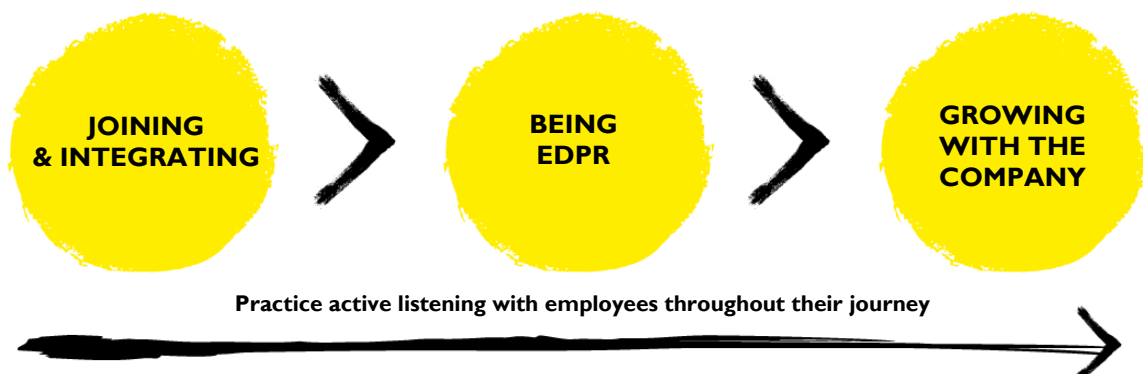 JOINING
& INTEGRATING
BEING
EDPR
GROWING
WITH THE
COMPANY
Practice active listening with employees throughout their journey